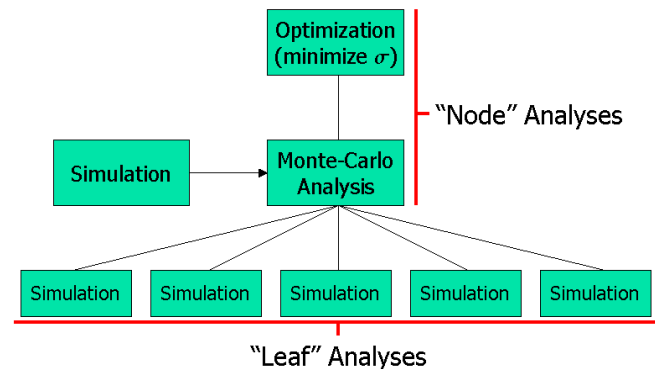 Optimization
(minimize σ)
"Node" Analyses
Simulation
Monte-Carlo
Analysis
Simulation
Simulation
Simulation
Simulation
Simulation
"Leaf" Analyses